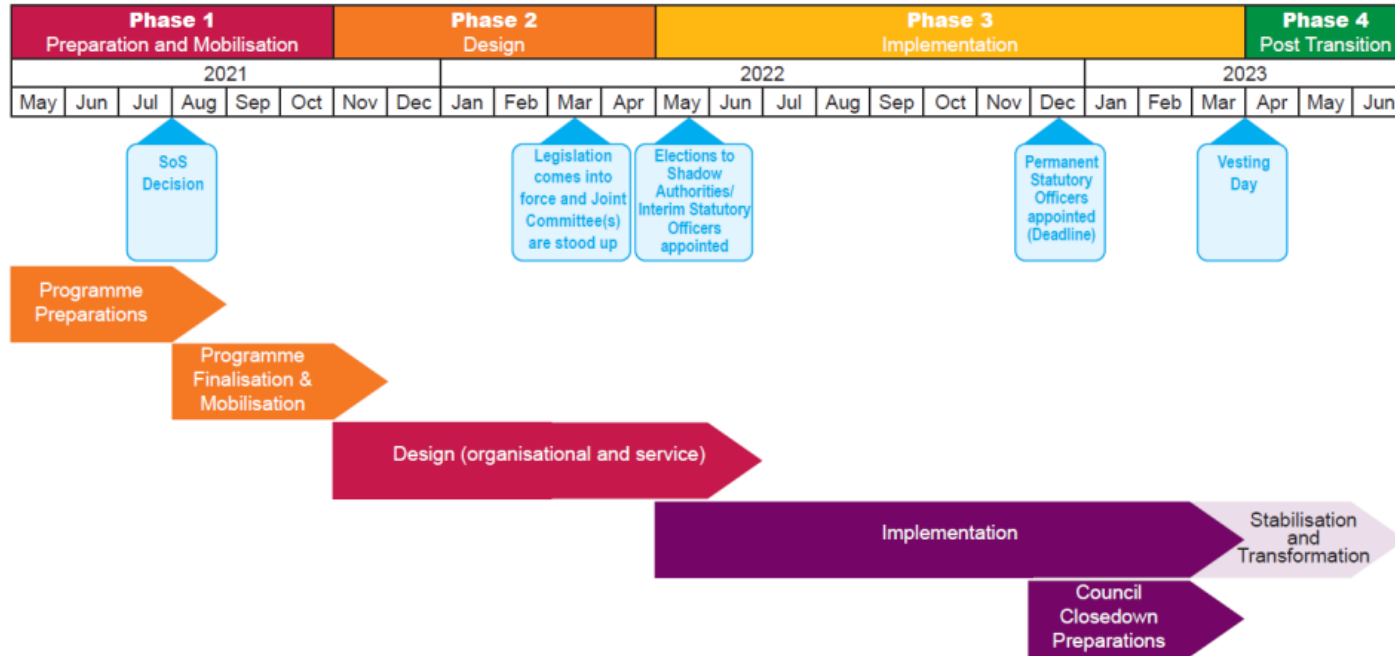 Phase 1
Preparation and Mobilisation
Phase 2
Design
Phase 3
Implementation
Phase 4
Post Transition
2021
2022
2023
May Jun Jul Aug Sep Oct Nov Dec Jan Feb Mar Apr May Jun Jul Aug Sep Oct Nov Dec Jan Feb Mar Apr May Jun
SoS
Decision
Legislation
comes into
force and Joint
Committee(s)
are stood up
Elections to
Shadow
Authorities/
Interim Statutory
Officers
appointed
Permanent
Statutory
Officers
appointed
(Deadline)
Vesting
Day
Programme
Preparations
Programme
Finalisation &
Mobilisation
Design (organisational and service)
Implementation
Stabilisation
and
Transformation
Council
Closedown
Preparations